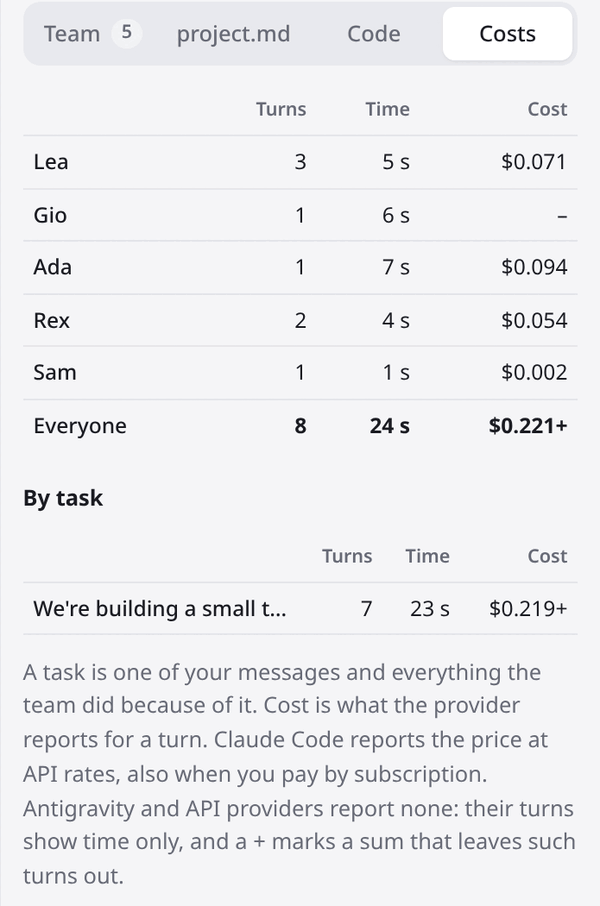 Team 5 project.md Code Costs
Turns Time Cost
Lea 3 5 s $0.071
Gio 1 6 s –
Ada 1 7 s $0.094
Rex 2 4 s $0.054
Sam 1 1 s $0.002
Everyone 8 24 s $0.221+
By task
Turns Time Cost
We're building a small t... 7 23 s $0.219+
A task is one of your messages and everything the
team did because of it. Cost is what the provider
reports for a turn. Claude Code reports the price at
API rates, also when you pay by subscription.
Antigravity and API providers report none: their turns
show time only, and a + marks a sum that leaves such
turns out.